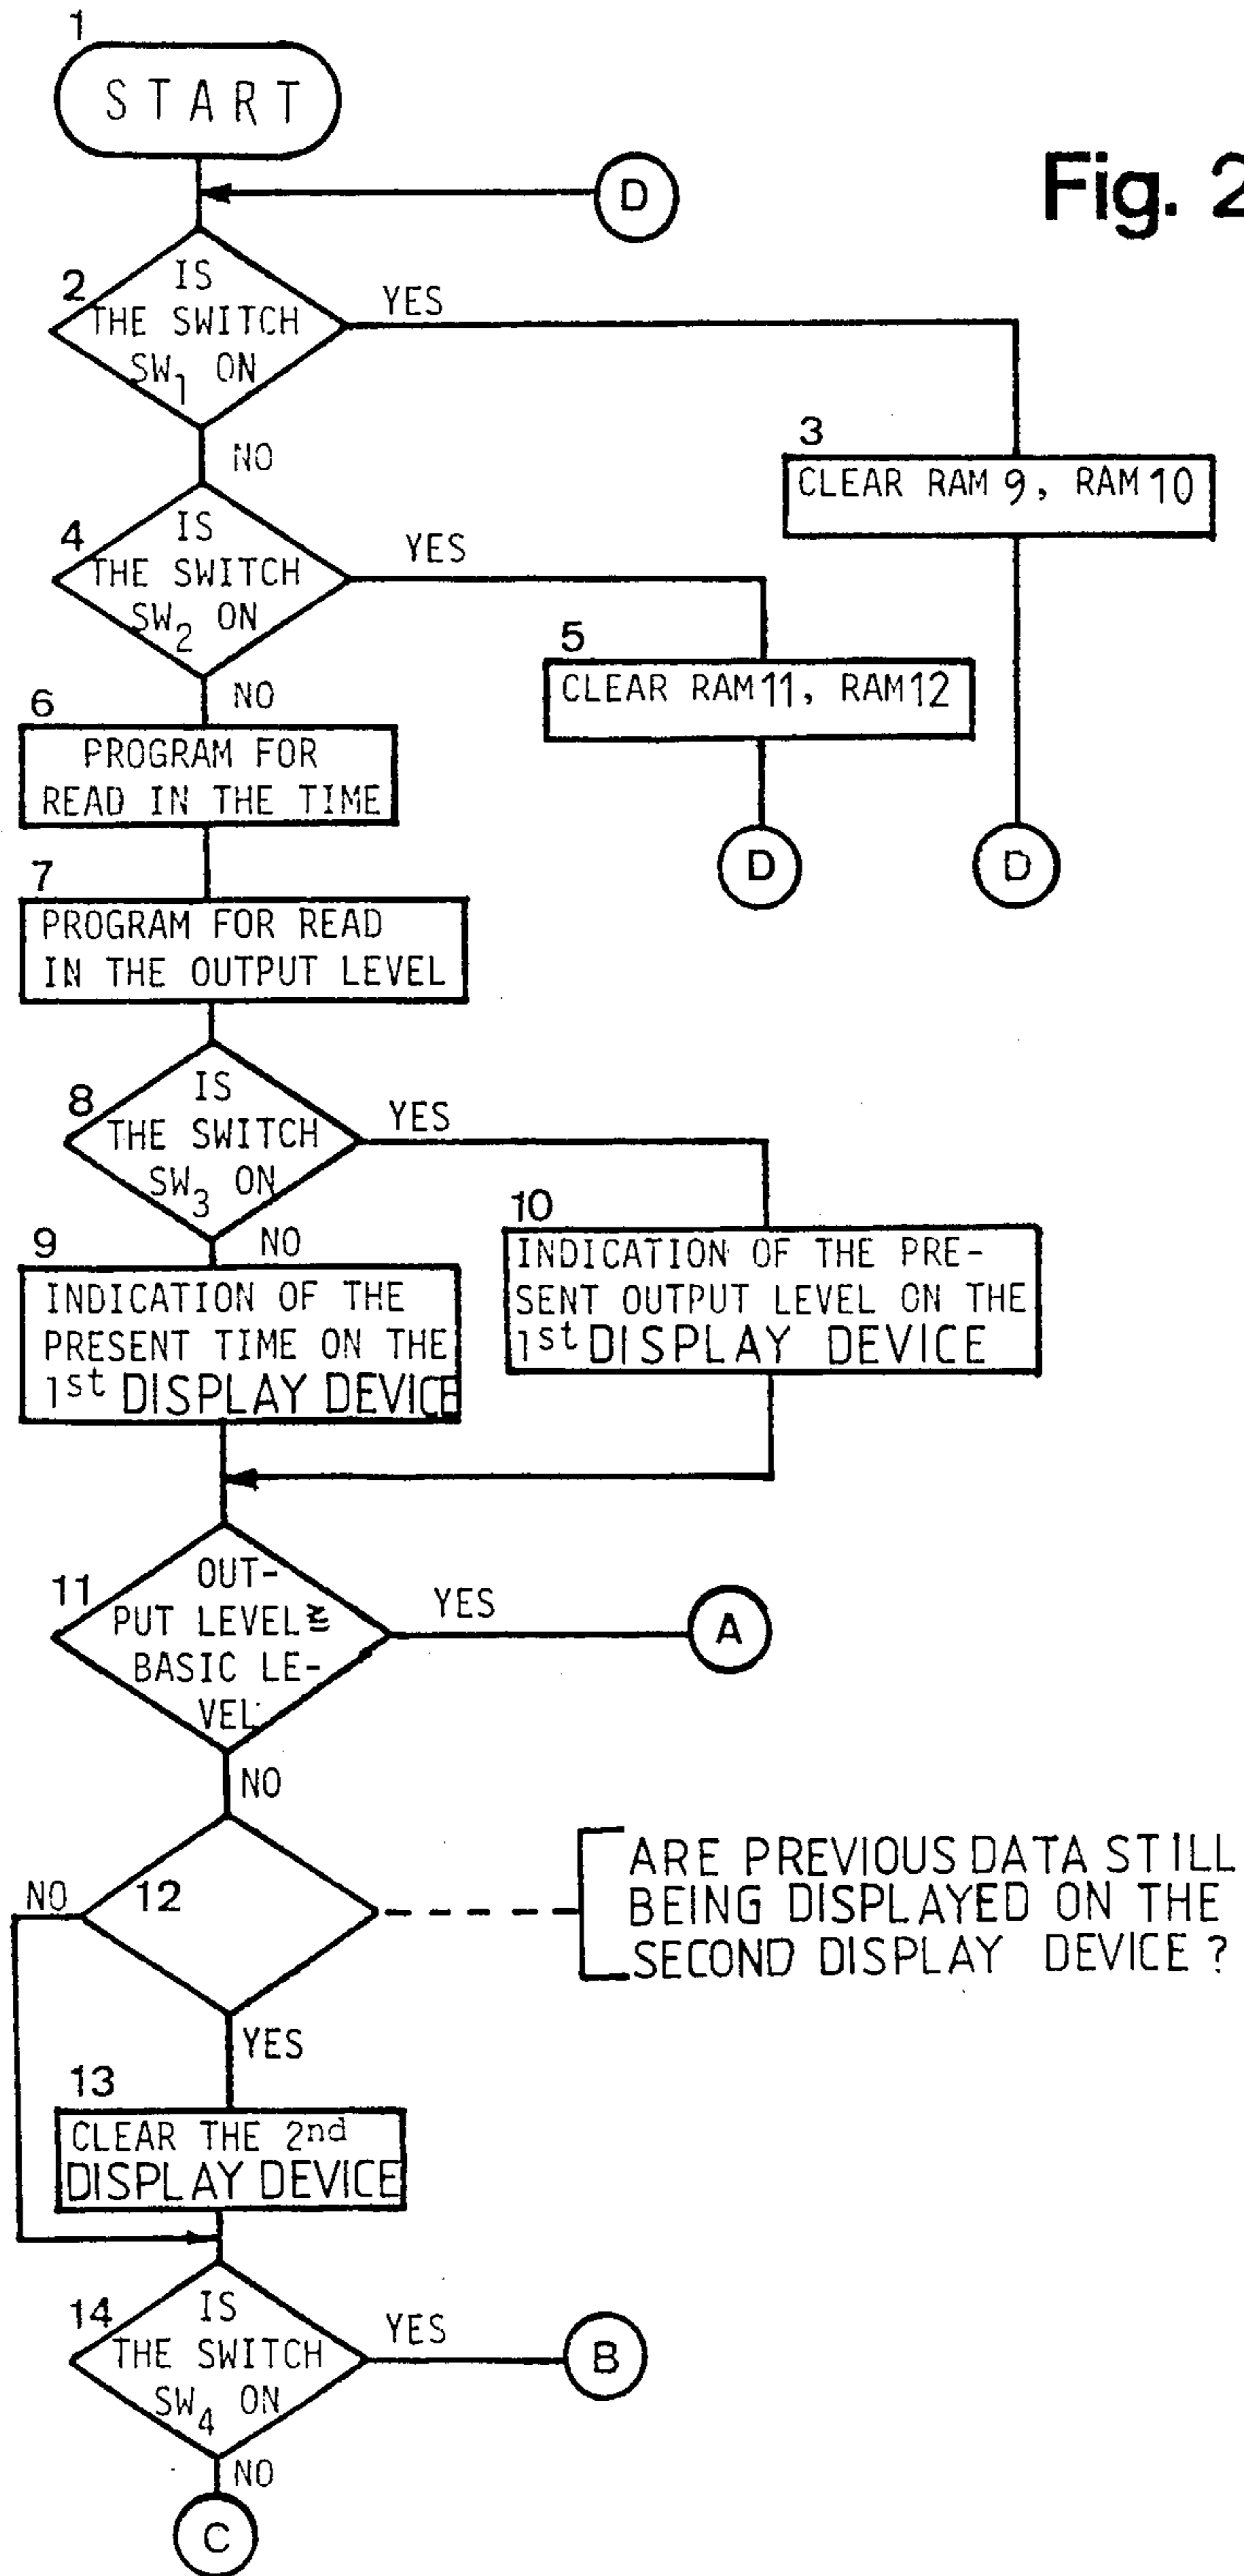 1
START
D
Fig. 2
2
IS
THE SWITCH
SW1 ON
YES
NO
3
CLEAR RAM 9, RAM 10
4
IS
THE SWITCH
SW2 ON
YES
NO
5
CLEAR RAM 11, RAM 12
D
D
6
PROGRAM FOR
READ IN THE TIME
7
PROGRAM FOR READ
IN THE OUTPUT LEVEL
8
IS
THE SWITCH
SW3 ON
YES
NO
9
INDICATION OF THE
PRESENT TIME ON THE
1st DISPLAY DEVICE
10
INDICATION OF THE PRE-
SENT OUTPUT LEVEL ON THE
1st DISPLAY DEVICE
11
OUT-
PUT LEVEL ≧
BASIC LE-
VEL
YES
A
NO
12
NO
ARE PREVIOUS DATA STILL
BEING DISPLAYED ON THE
SECOND DISPLAY DEVICE ?
YES
13
CLEAR THE 2nd
DISPLAY DEVICE
14
IS
THE SWITCH
SW4 ON
YES
B
NO
C